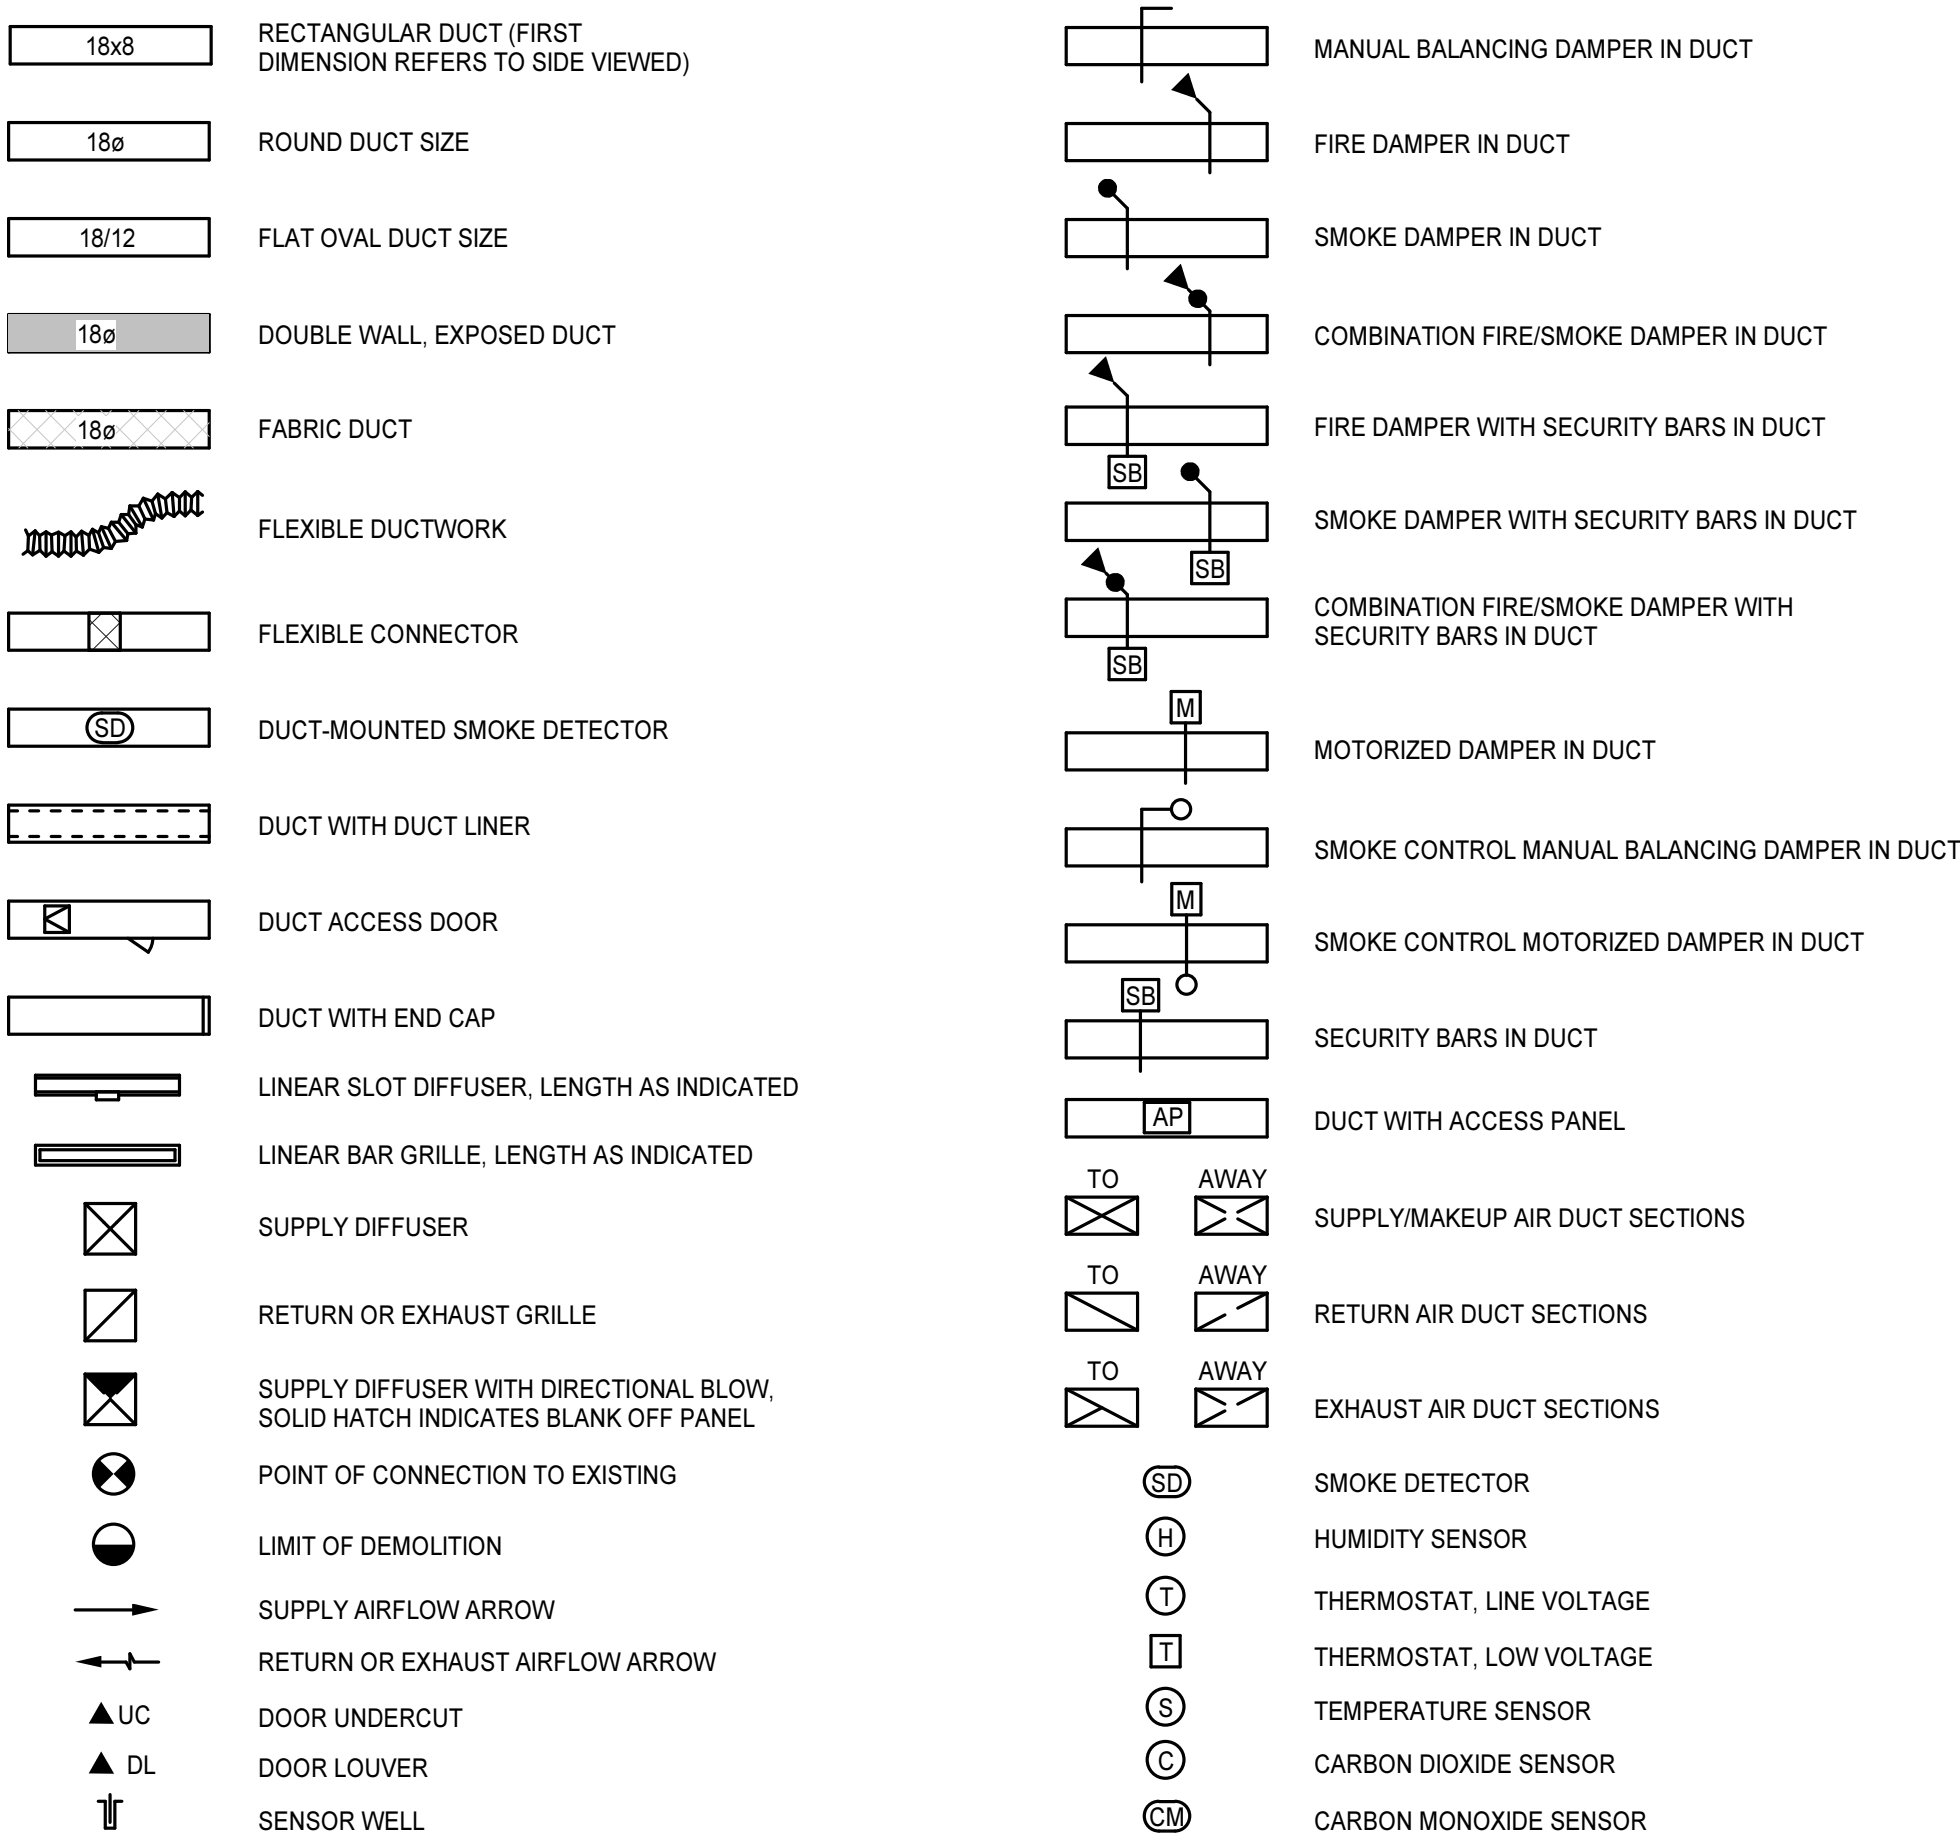 18x8
RECTANGULAR DUCT (FIRST
DIMENSION REFERS TO SIDE VIEWED)
18ø
ROUND DUCT SIZE
18/12
FLAT OVAL DUCT SIZE
18ø
DOUBLE WALL, EXPOSED DUCT
18ø
FABRIC DUCT
FLEXIBLE DUCTWORK
FLEXIBLE CONNECTOR
SD
DUCT-MOUNTED SMOKE DETECTOR
DUCT WITH DUCT LINER
DUCT ACCESS DOOR
DUCT WITH END CAP
LINEAR SLOT DIFFUSER, LENGTH AS INDICATED
LINEAR BAR GRILLE, LENGTH AS INDICATED
SUPPLY DIFFUSER
RETURN OR EXHAUST GRILLE
SUPPLY DIFFUSER WITH DIRECTIONAL BLOW,
SOLID HATCH INDICATES BLANK OFF PANEL
POINT OF CONNECTION TO EXISTING
LIMIT OF DEMOLITION
SUPPLY AIRFLOW ARROW
RETURN OR EXHAUST AIRFLOW ARROW
UC
DOOR UNDERCUT
DL
DOOR LOUVER
SENSOR WELL
MANUAL BALANCING DAMPER IN DUCT
FIRE DAMPER IN DUCT
SMOKE DAMPER IN DUCT
COMBINATION FIRE/SMOKE DAMPER IN DUCT
FIRE DAMPER WITH SECURITY BARS IN DUCT
SB
SMOKE DAMPER WITH SECURITY BARS IN DUCT
SB
COMBINATION FIRE/SMOKE DAMPER WITH
SECURITY BARS IN DUCT
SB
M
MOTORIZED DAMPER IN DUCT
SMOKE CONTROL MANUAL BALANCING DAMPER IN DUCT
M
SMOKE CONTROL MOTORIZED DAMPER IN DUCT
SB
SECURITY BARS IN DUCT
AP
DUCT WITH ACCESS PANEL
TO AWAY
SUPPLY/MAKEUP AIR DUCT SECTIONS
TO AWAY
RETURN AIR DUCT SECTIONS
TO AWAY
EXHAUST AIR DUCT SECTIONS
SD
SMOKE DETECTOR
H
HUMIDITY SENSOR
T
THERMOSTAT, LINE VOLTAGE
T
THERMOSTAT, LOW VOLTAGE
S
TEMPERATURE SENSOR
C
CARBON DIOXIDE SENSOR
CM
CARBON MONOXIDE SENSOR